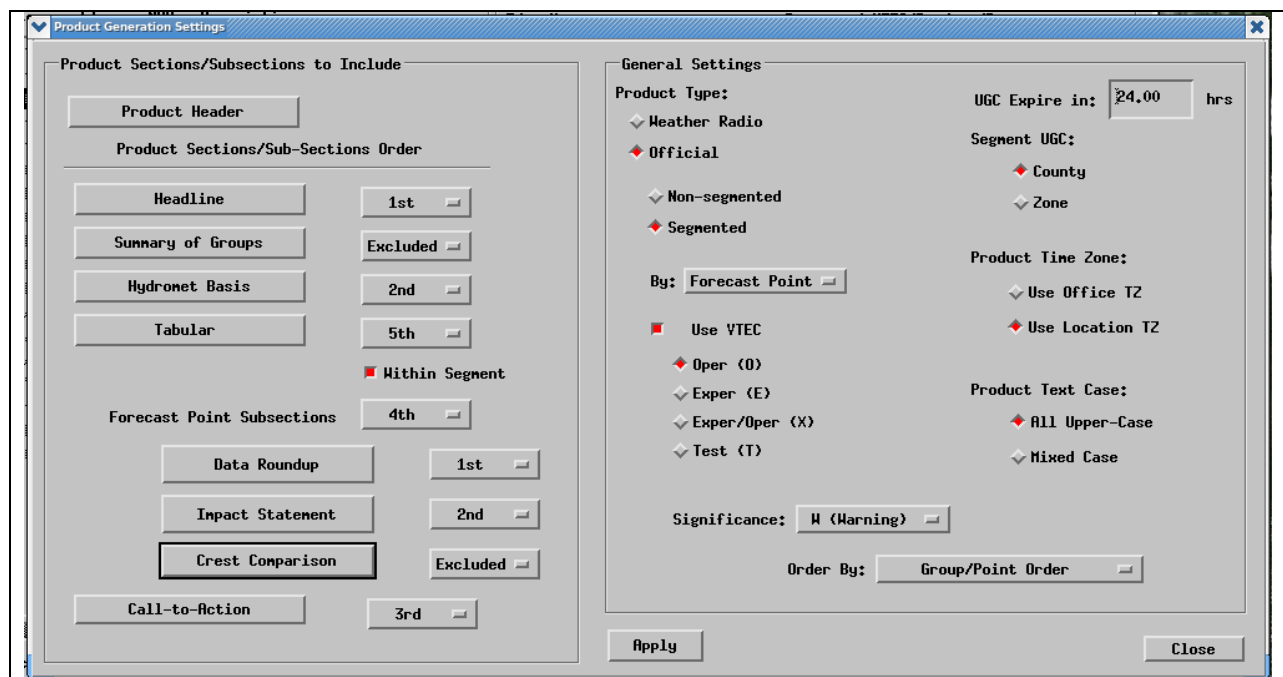 Product Generation Settings
Product Sections/Subsections to Include
Product Header
Product Sections/Sub-Sections Order
Headline 1st
Summary of Groups Excluded
Hydromet Basis 2nd
Tabular 5th
Within Segment
Forecast Point Subsections 4th
Data Roundup 1st
Impact Statement 2nd
Crest Comparison Excluded
Call-to-Action 3rd
General Settings
Product Type:
Weather Radio
Official
Non-segmented
Segmented
By: Forecast Point
Use VTEC
Oper (O)
Exper (E)
Exper/Oper (X)
Test (T)
UGC Expire in: 24.00 hrs
Segment UGC:
County
Zone
Product Time Zone:
Use Office TZ
Use Location TZ
Product Text Case:
All Upper-Case
Mixed Case
Significance: W (Warning)
Order By: Group/Point Order
Apply
Close